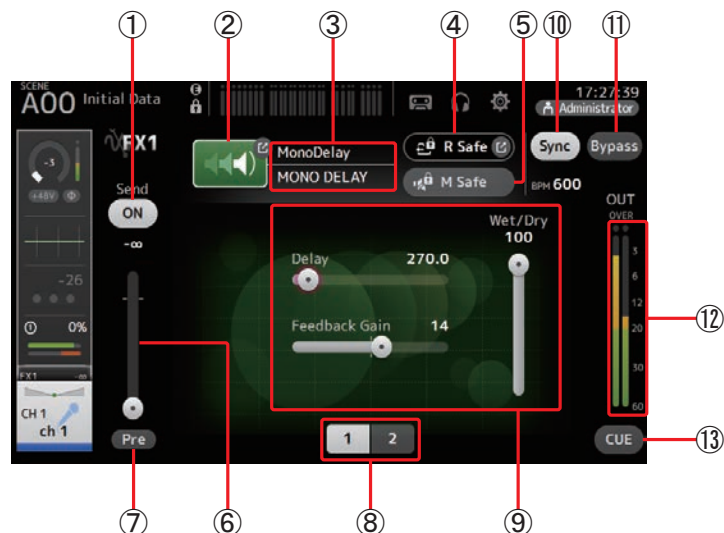 ① ② ③ ④ ⑤ ⑩ ⑪
SCENE
A00 Initial Data
E
17:27:39
Administrator
FX1
MonoDelay
MONO DELAY
R Safe
M Safe
Sync
Bypass
BPM 600
-3
+48V Φ
Send
ON
-∞
OUT
OVER
3
6
12
20
30
60
Wet/Dry
100
Delay 270.0
Feedback Gain 14
-26
0%
FX1 -∞
CH 1
ch 1
Pre
1 2
CUE
⑫
⑬
⑦ ⑥ ⑧ ⑨